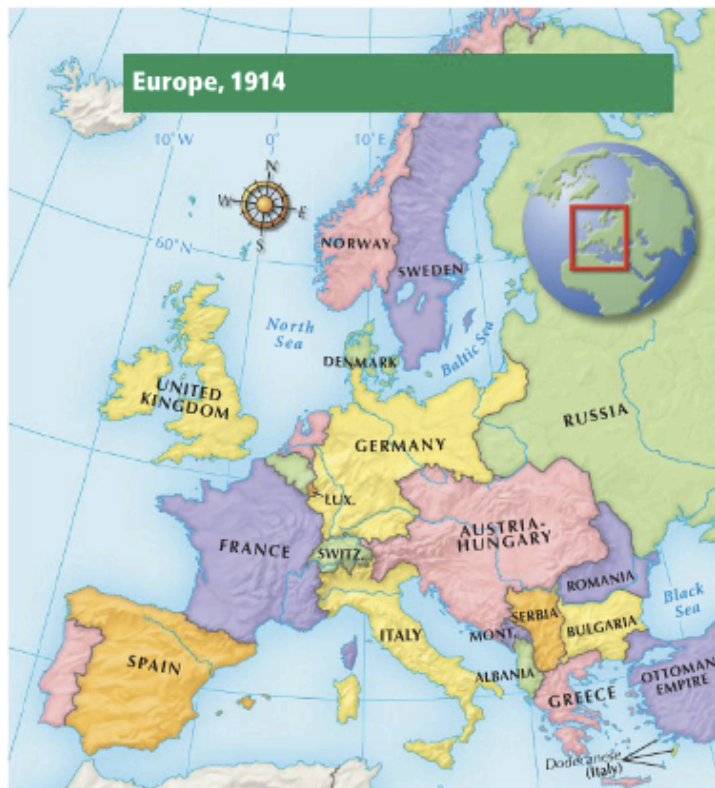 Europe, 1914
10°W
0°
10°E
N
W
E
S
60°N
NORWAY
SWEDEN
North
Sea
Baltic Sea
DENMARK
UNITED
KINGDOM
RUSSIA
GERMANY
LUX.
FRANCE
SWITZ.
AUSTRIA-
HUNGARY
ROMANIA
Black
Sea
SERBIA
ITALY
MONT.
BULGARIA
SPAIN
ALBANIA
OTTOMAN
EMPIRE
GREECE
Dodecanese
(Italy)